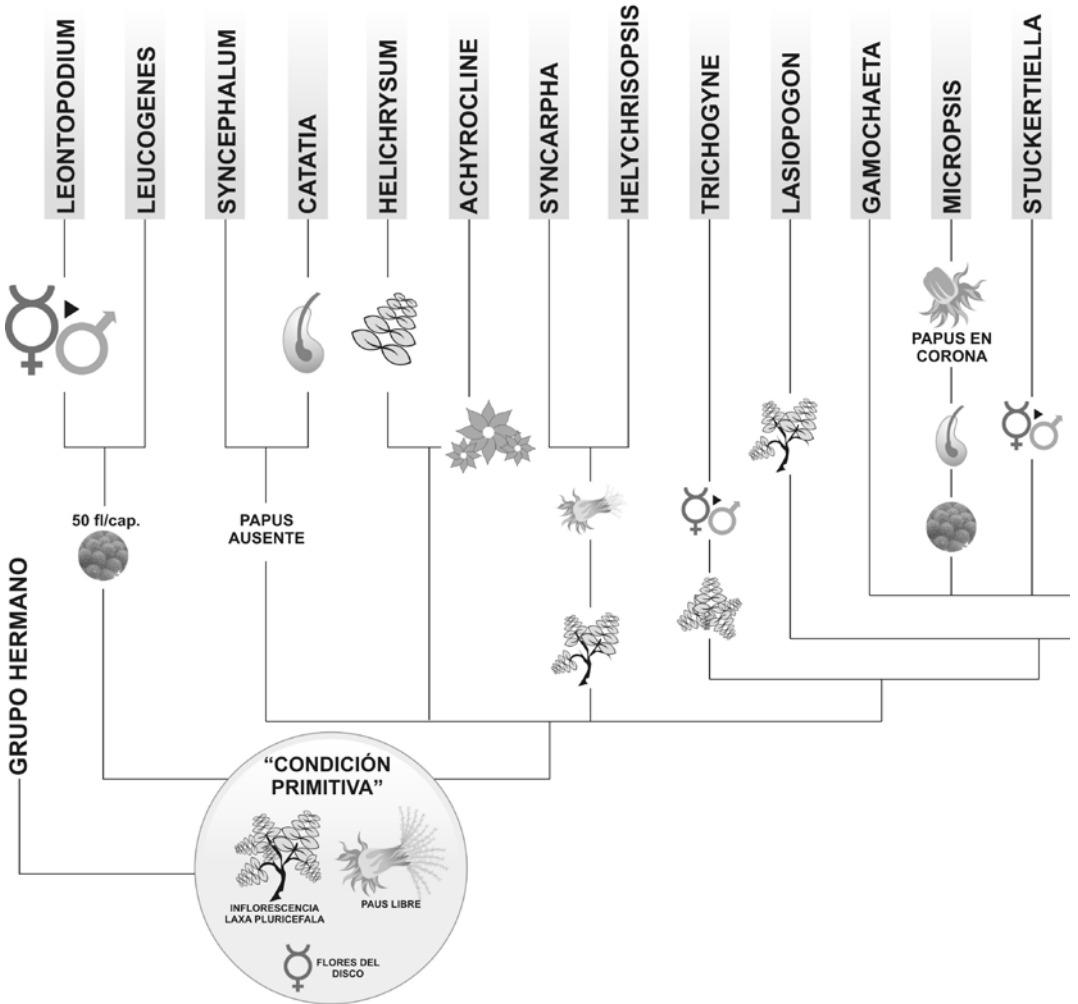 LEONTOPODIUM
LEUCOGENES
SYNCEPHALUM
CATATIA
HELICHRYSUM
ACHYROCLINE
SYNCARPHA
HELYCHRISOPSIS
TRICHOGYNE
LASIOPOGON
GAMOCHAETA
MICROPSIS
STUCKERTIELLA
PAPUS EN
CORONA
50 fl/cap.
PAPUS
AUSENTE
GRUPO HERMANO
“CONDICIÓN
PRIMITIVA”
INFLORESCENCIA
LAXA PLURICEFALA
PAUS LIBRE
FLORES DEL
DISCO